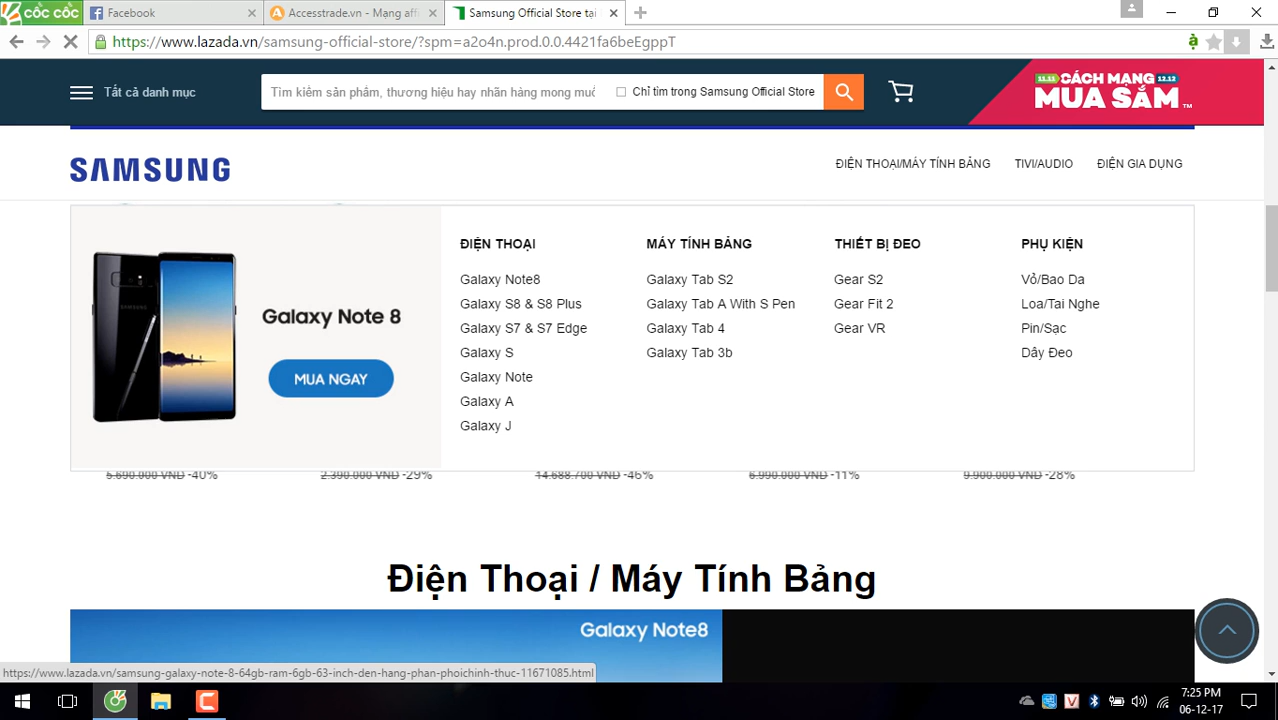 cốc cốc
Facebook
Accesstrade.vn - Mạng aff
Samsung Official Store tại
https://www.lazada.vn/samsung-official-store/?spm=a2o4n.prod.0.0.4421fa6beEgppT
Tất cả danh mục
Tìm kiếm sản phẩm, thương hiệu hay nhãn hàng mong muố
Chỉ tìm trong Samsung Official Store
11.11 CÁCH MẠNG 12.12
MUA SẮM™
SAMSUNG
ĐIỆN THOẠI/MÁY TÍNH BẢNG
TIVI/AUDIO
ĐIỆN GIA DỤNG
Galaxy Note 8
MUA NGAY
ĐIỆN THOẠI
Galaxy Note8
Galaxy S8 & S8 Plus
Galaxy S7 & S7 Edge
Galaxy S
Galaxy Note
Galaxy A
Galaxy J
MÁY TÍNH BẢNG
Galaxy Tab S2
Galaxy Tab A With S Pen
Galaxy Tab 4
Galaxy Tab 3b
THIẾT BỊ ĐEO
Gear S2
Gear Fit 2
Gear VR
PHỤ KIỆN
Vỏ/Bao Da
Loa/Tai Nghe
Pin/Sạc
Dây Đeo
5.690.000 VND -40%
2.390.000 VND -29%
14.688.700 VND -46%
6.990.000 VND -11%
9.900.000 VND -28%
Điện Thoại / Máy Tính Bảng
Galaxy Note8
https://www.lazada.vn/samsung-galaxy-note-8-64gb-ram-6gb-63-inch-den-hang-phan-phoichinh-thuc-11671085.html
7:25 PM
06-12-17